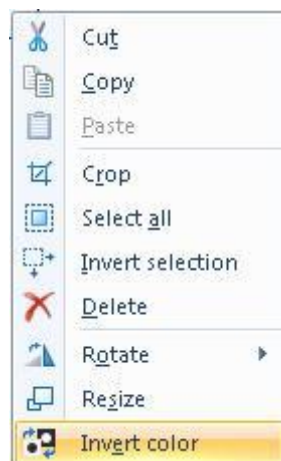 Cut
Copy
Paste
Crop
Select all
Invert selection
Delete
Rotate
Resize
Invert color